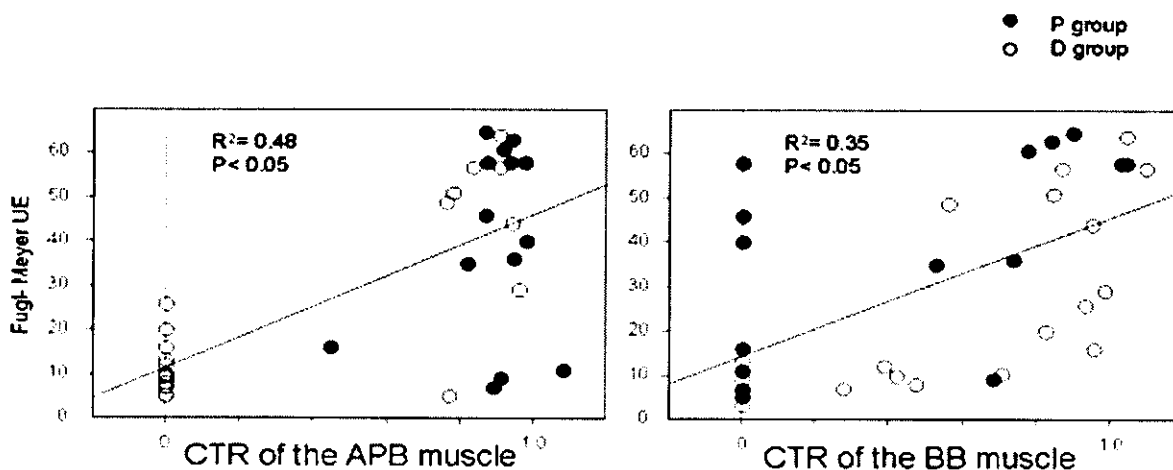 P group
D group
R²= 0.48
P< 0.05
R²= 0.35
P< 0.05
Fugl- Meyer UE
60
50
40
30
20
10
0
60
50
40
30
20
10
0
0
1.0
0
1.0
CTR of the APB muscle
CTR of the BB muscle